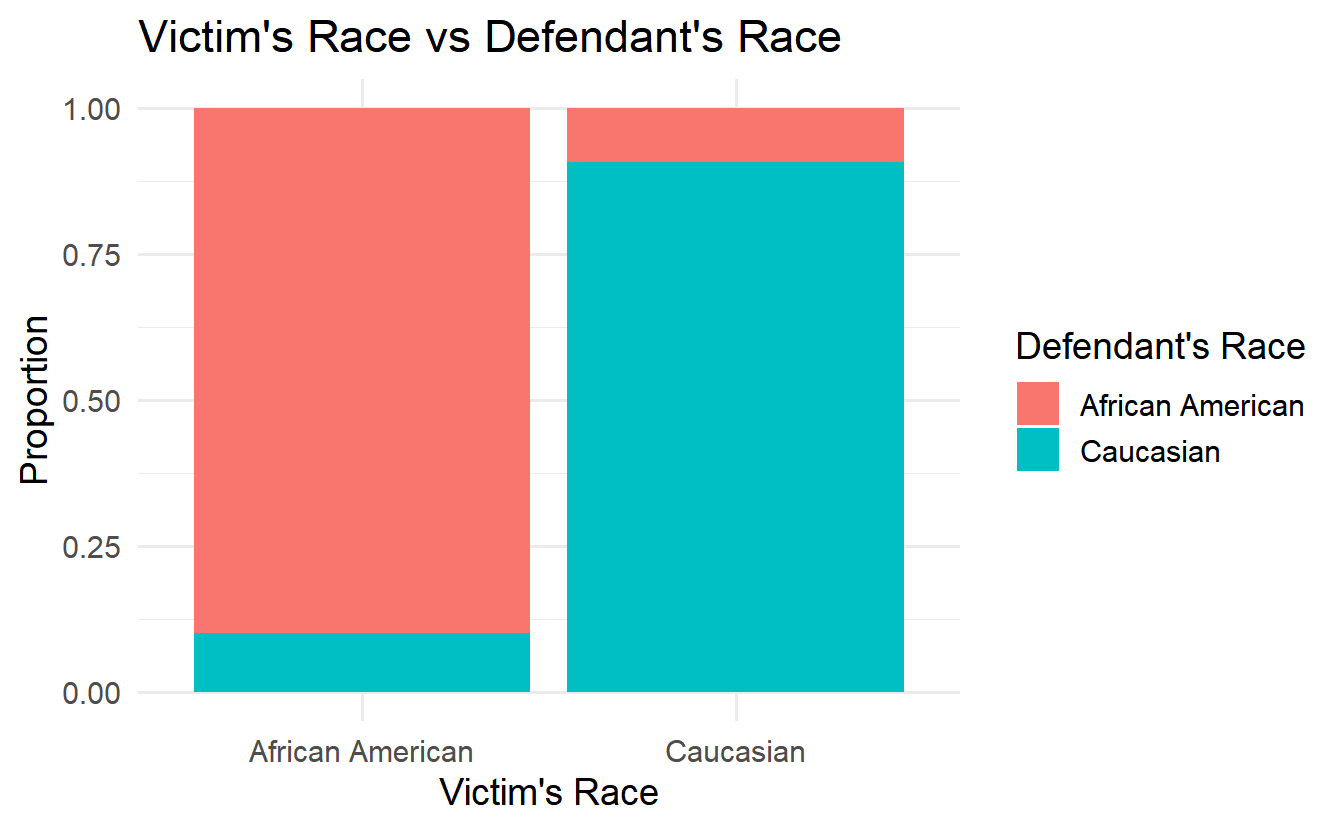 Victim's Race vs Defendant's Race
1.00
0.75
0.50
0.25
0.00
Proportion
African American
Caucasian
Victim's Race
Defendant's Race
African American
Caucasian